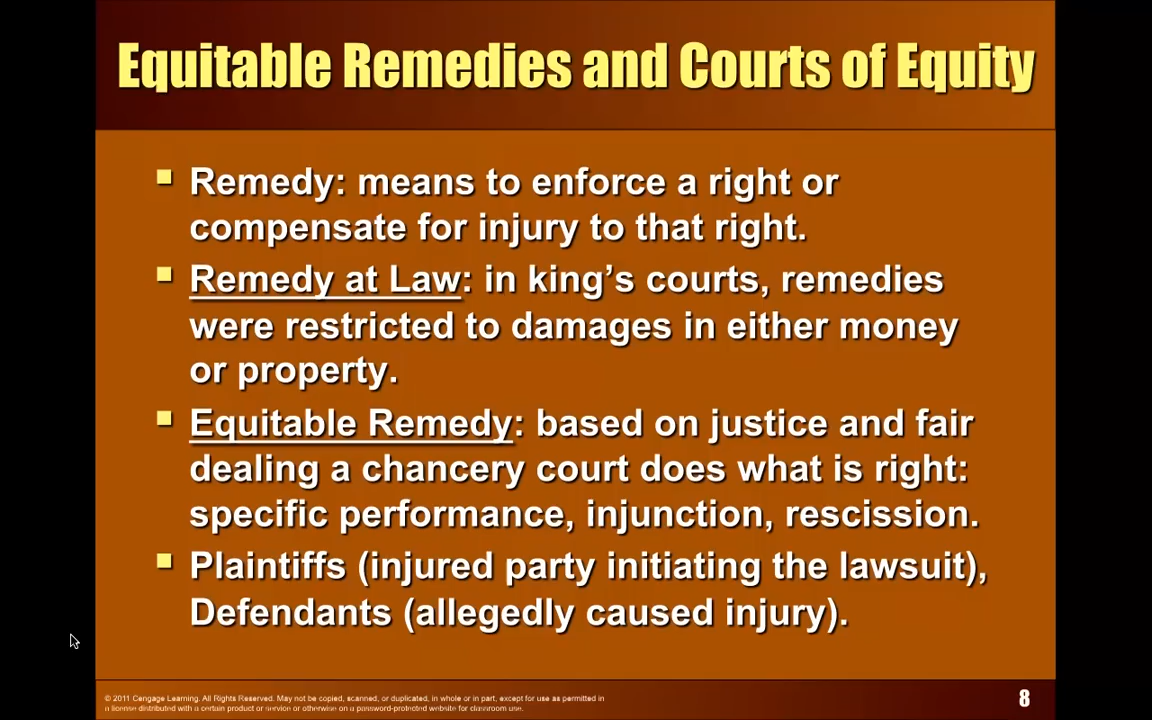 Equitable Remedies and Courts of Equity
Remedy: means to enforce a right or
compensate for injury to that right.
Remedy at Law: in king’s courts, remedies
were restricted to damages in either money
or property.
Equitable Remedy: based on justice and fair
dealing a chancery court does what is right:
specific performance, injunction, rescission.
Plaintiffs (injured party initiating the lawsuit),
Defendants (allegedly caused injury).
© 2011 Cengage Learning. All Rights Reserved. May not be copied, scanned, or duplicated, in whole or in part, except for use as permitted in
a license distributed with a certain product or service or otherwise on a password-protected website for classroom use.
8